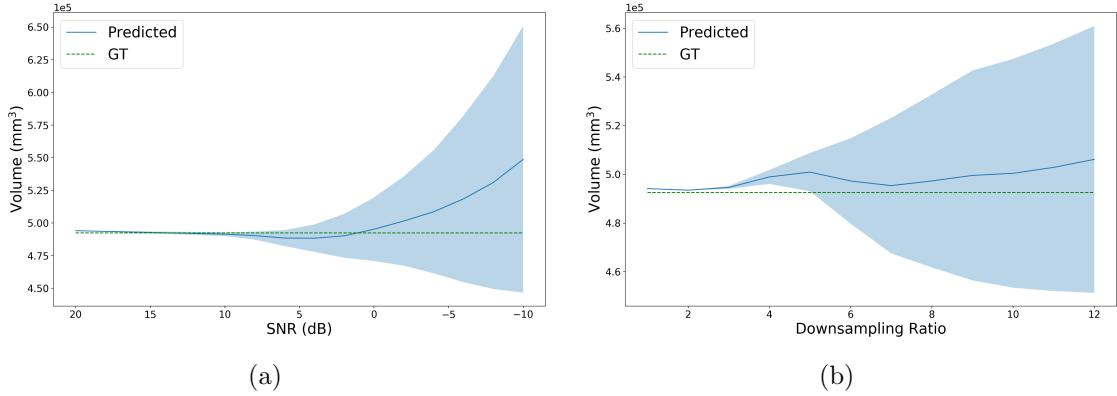 1e5
Predicted
GT
6.50
6.25
6.00
5.75
5.50
5.25
5.00
4.75
4.50
Volume (mm³)
20 15 10 5 0 −5 −10
SNR (dB)
(a)
1e5
Predicted
GT
5.6
5.4
5.2
5.0
4.8
4.6
Volume (mm³)
2 4 6 8 10 12
Downsampling Ratio
(b)